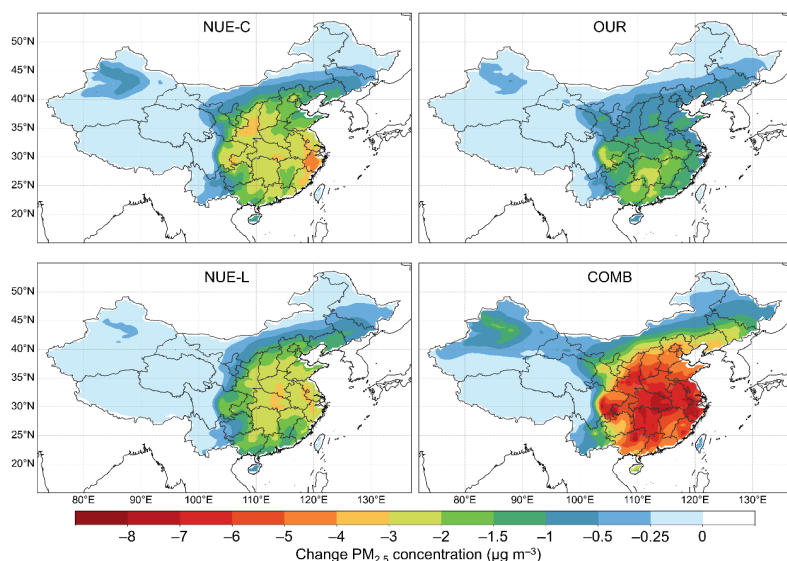 NUE-C
OUR
50°N
45°N
40°N
35°N
30°N
25°N
20°N
NUE-L
COMB
50°N
45°N
40°N
35°N
30°N
25°N
20°N
80°E 90°E 100°E 110°E 120°E 130°E 80°E 90°E 100°E 110°E 120°E 130°E
−8 −7 −6 −5 −4 −3 −2 −1.5 −1 −0.5 −0.25 0
Change PM2.5 concentration (μg m−3)